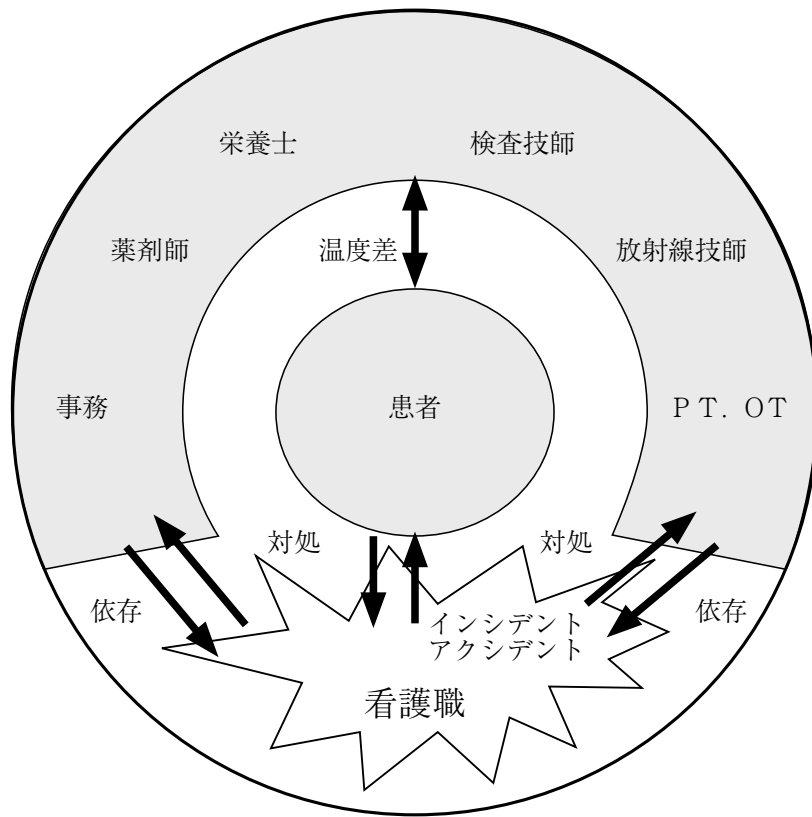 栄養士
検査技師
薬剤師
温度差
放射線技師
事務
患者
ＰＴ．ＯＴ
対処
対処
依存
インシデント
アクシデント
依存
看護職